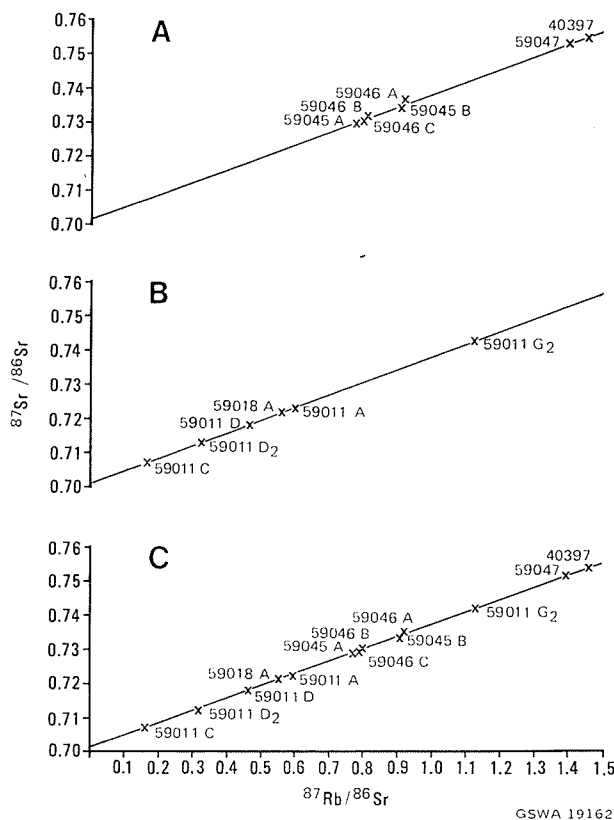 A
0.76
0.75
0.74
0.73
0.72
0.71
0.70
40397
59047
59046 A
59046 B
59045 B
59045 A
59046 C
B
0.76
0.75
0.74
0.73
0.72
0.71
0.70
59011 G2
59018 A
59011 A
59011 D
59011 D2
59011 C
87Sr/86Sr
C
0.76
0.75
0.74
0.73
0.72
0.71
0.70
40397
59047
59011 G2
59046 A
59046 B
59045 B
59045 A
59046 C
59018 A
59011 A
59011 D
59011 D2
59011 C
0.1 0.2 0.3 0.4 0.5 0.6 0.7 0.8 0.9 1.0 1.1 1.2 1.3 1.4 1.5
87Rb/86Sr
GSWA 19162